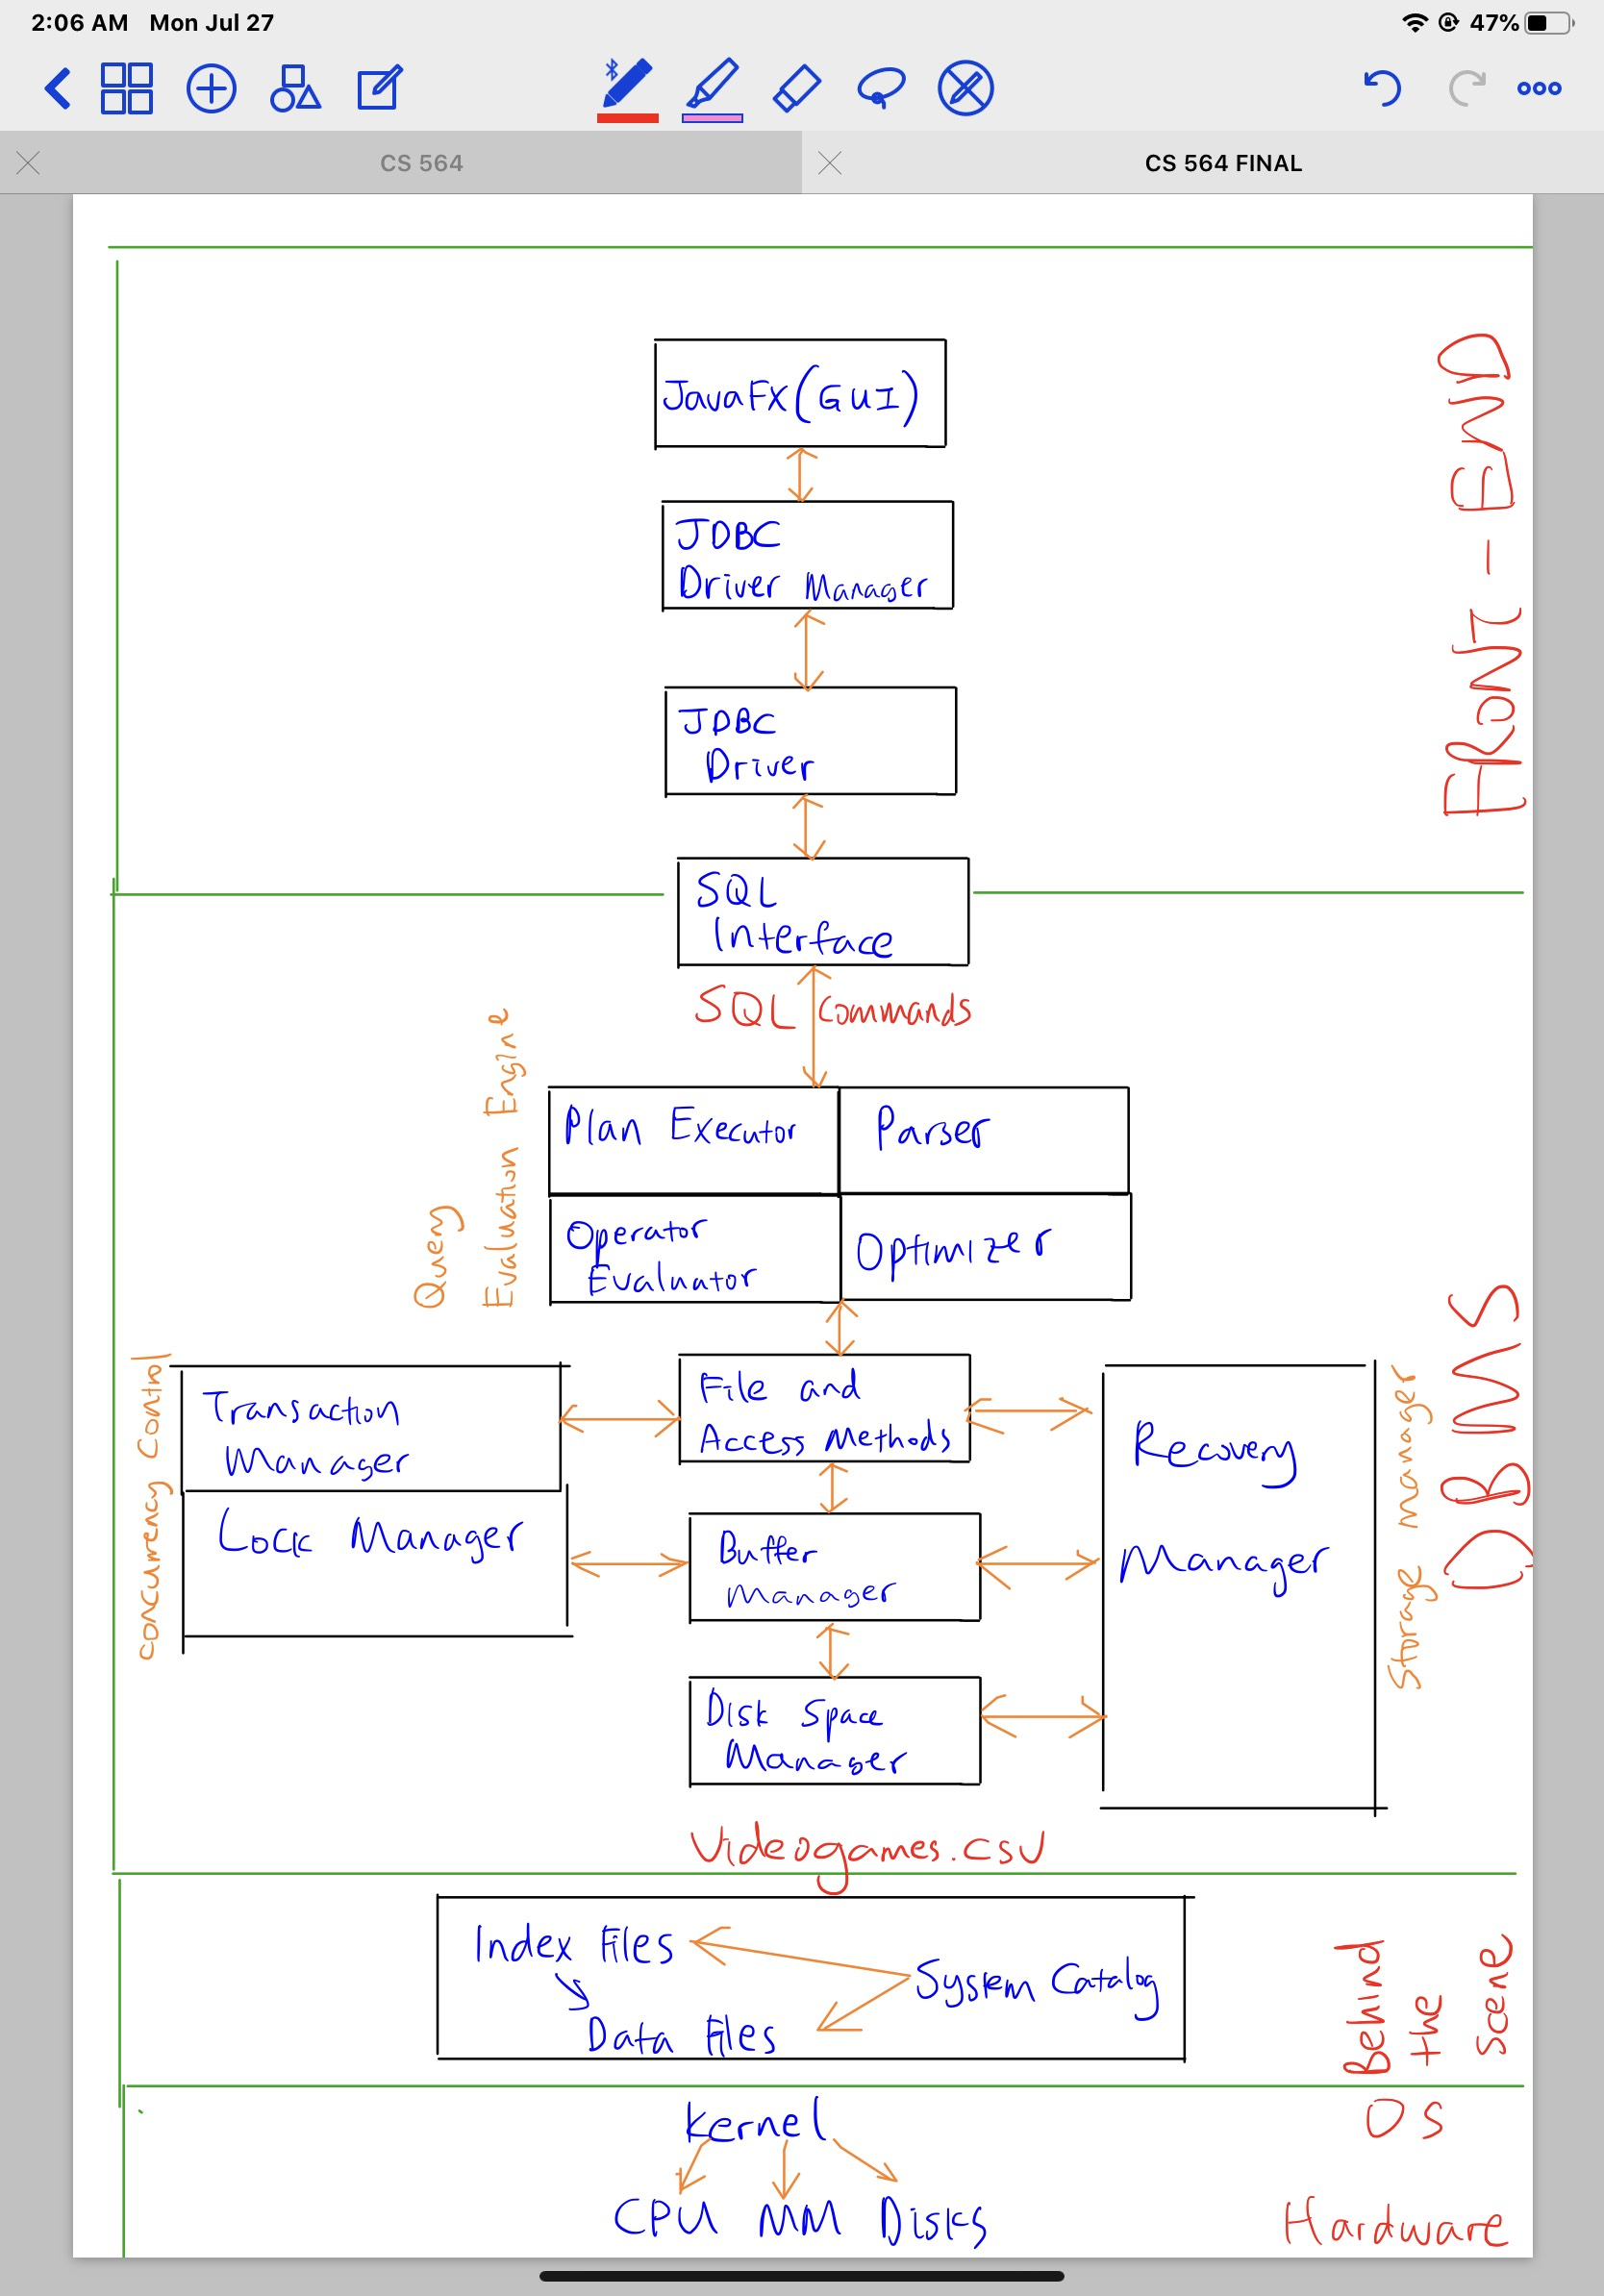 2:06 AM Mon Jul 27
47%
CS 564
CS 564 FINAL
FRONT - END
JavaFX (GUI)
JDBC
Driver Manager
JDBC
Driver
SQL
Interface
SQL Commands
Query
Evaluation Engine
Plan Executor
Parser
Operator
Evaluator
Optimizer
DBMS
concurrency Control
Transaction
Manager
Lock Manager
File and
Access Methods
Recovery
Manager
Storage manager
Buffer
Manager
Disk Space
Manager
Videogames.csv
Index Files
System Catalog
Data Files
Behind
the
Scene
Kernel
OS
CPU MM Disks
Hardware